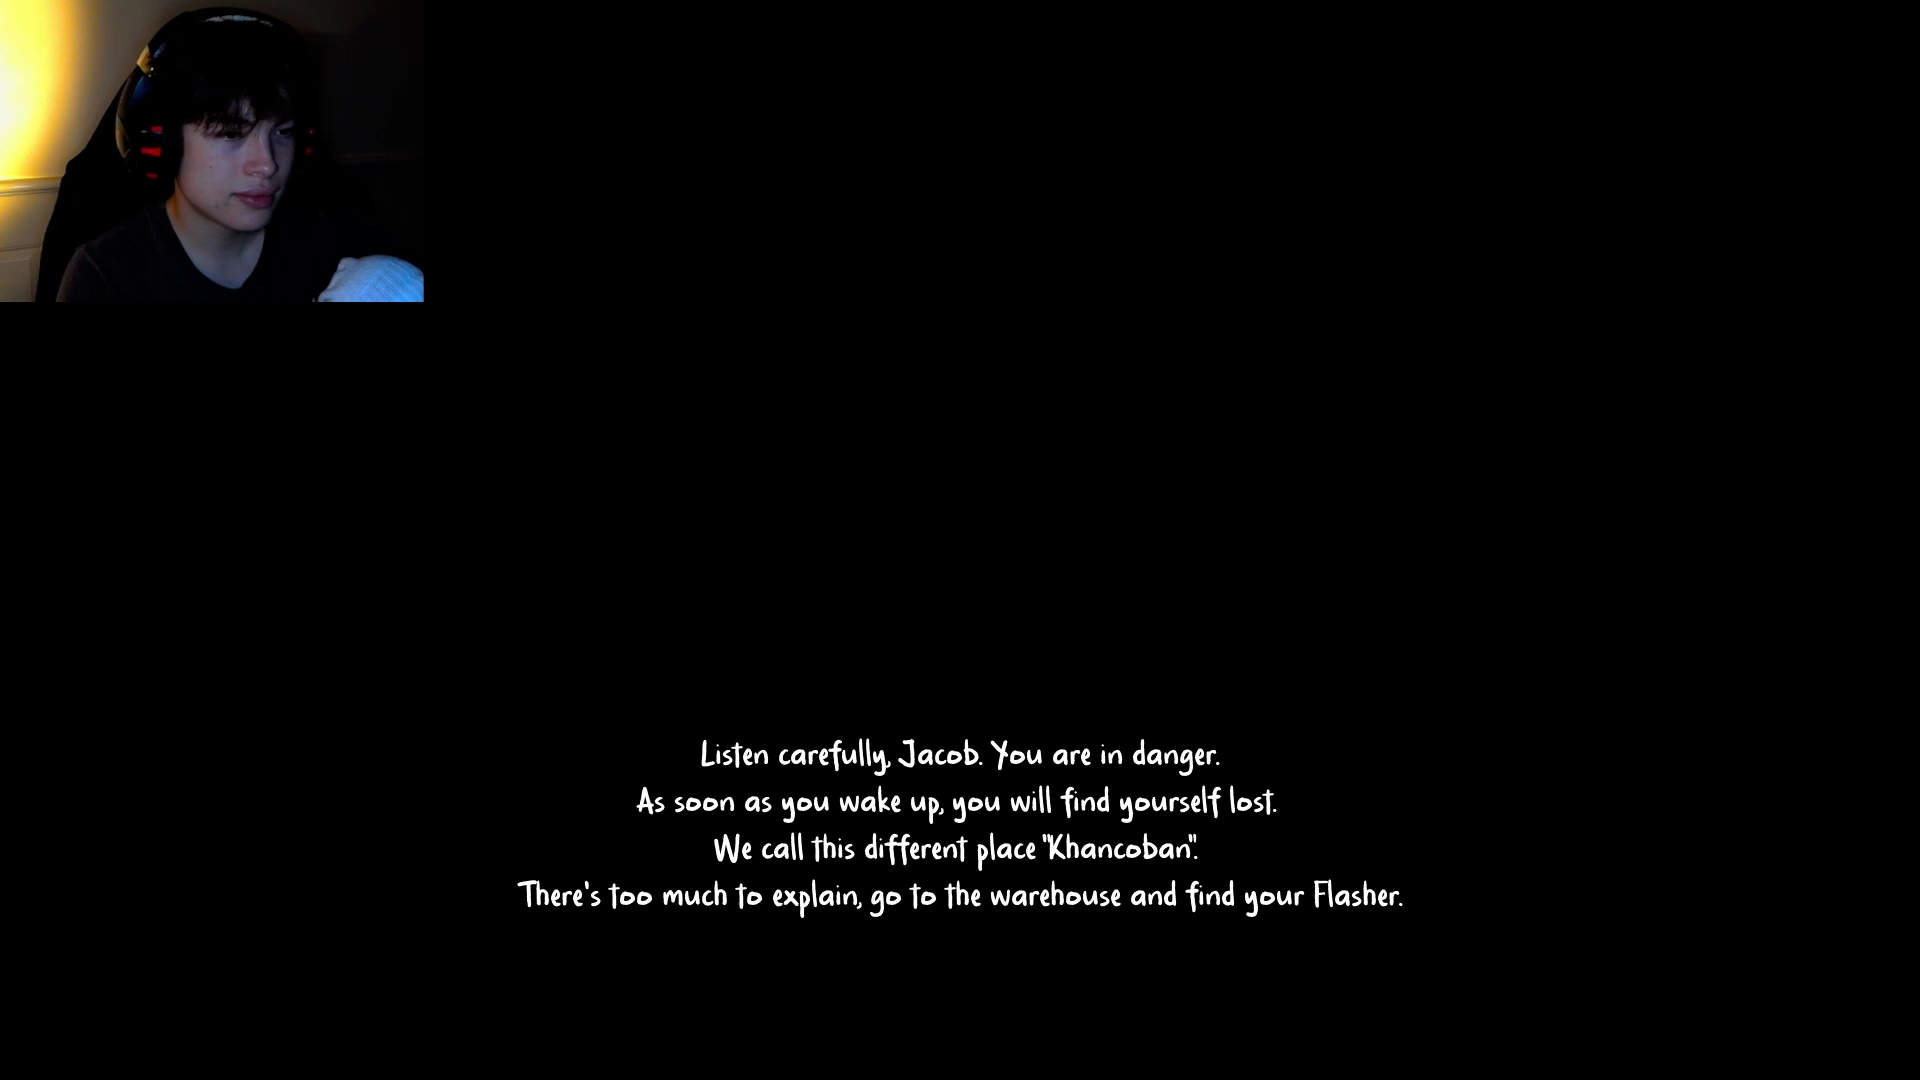 Listen carefully, Jacob. You are in danger.
As soon as you wake up, you will find yourself lost.
We call this different place "Khancoban".
There's too much to explain, go to the warehouse and find your Flasher.